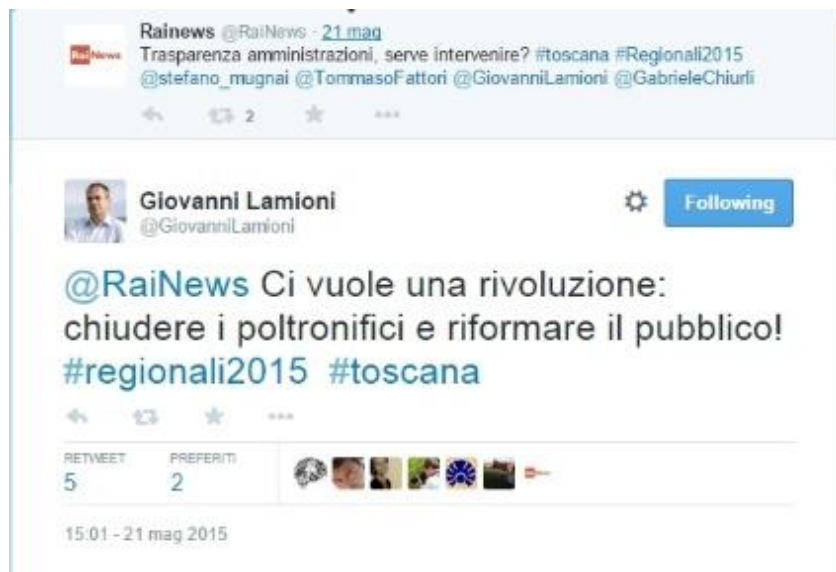 Rainews @RaiNews · 21 mag
RaiNews
Trasparenza amministrazioni, serve intervenire? #toscana #Regionali2015
@stefano_mugnai @TommasoFattori @GiovanniLamioni @GabrieleChiurli
2
Giovanni Lamioni
@GiovanniLamioni
Following
@RaiNews Ci vuole una rivoluzione:
chiudere i poltronifici e riformare il pubblico!
#regionali2015 #toscana
RETWEET PREFERITI
5 2
15:01 - 21 mag 2015